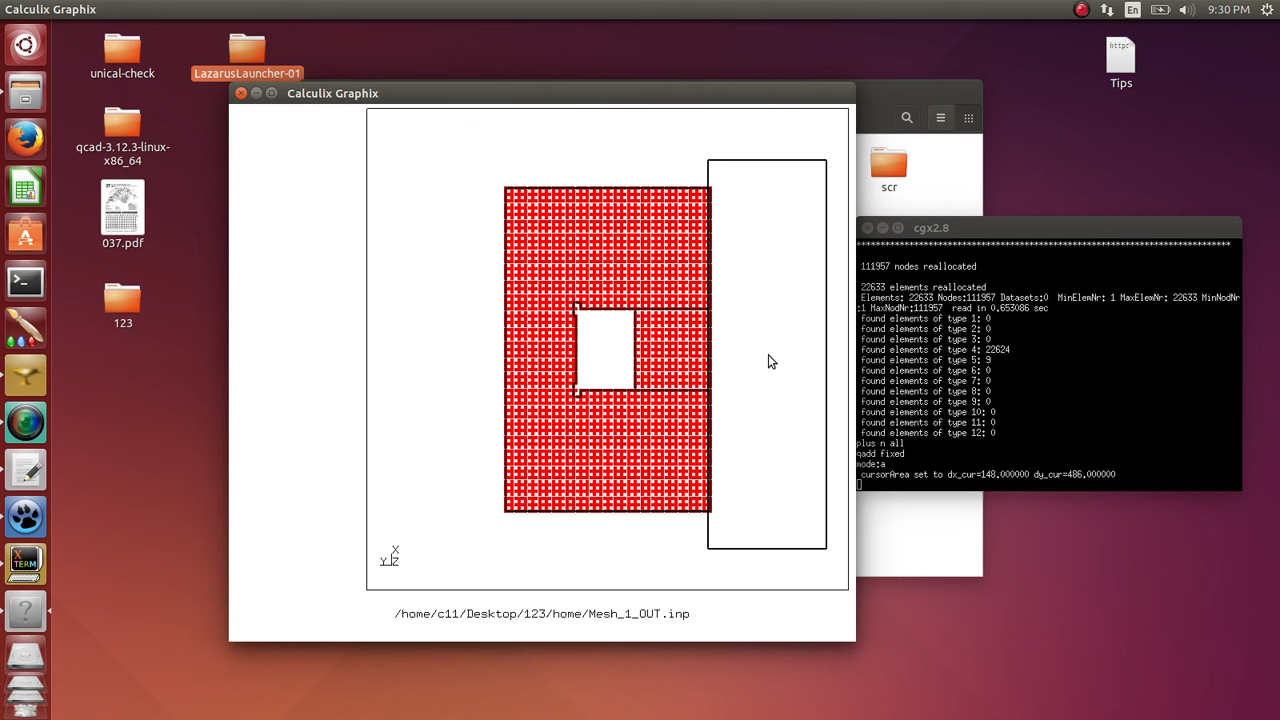 Calculix Graphix
En
9:30 PM
unical-check
LazarusLauncher-01
qcad-3.12.3-linux-
x86_64
037.pdf
123
http:
Tips
Calculix Graphix
X
Y
Z
/home/c11/Desktop/123/home/Mesh_1_OUT.inp
scr
cgx2.8
*******************************************************************************
111957 nodes reallocated
22633 elements reallocated
Elements: 22633 Nodes:111957 Datasets:0  MinElemNr: 1 MaxElemNr: 22633 MinNodNr
:1 MaxNodNr:111957  read in 0.653086 sec
found elements of type 1: 0
found elements of type 2: 0
found elements of type 3: 0
found elements of type 4: 22624
found elements of type 5: 9
found elements of type 6: 0
found elements of type 7: 0
found elements of type 8: 0
found elements of type 9: 0
found elements of type 10: 0
found elements of type 11: 0
found elements of type 12: 0
plus n all
qadd fixed
mode:a
cursorArea set to dx_cur=148.000000 dy_cur=486.000000
X
TERM